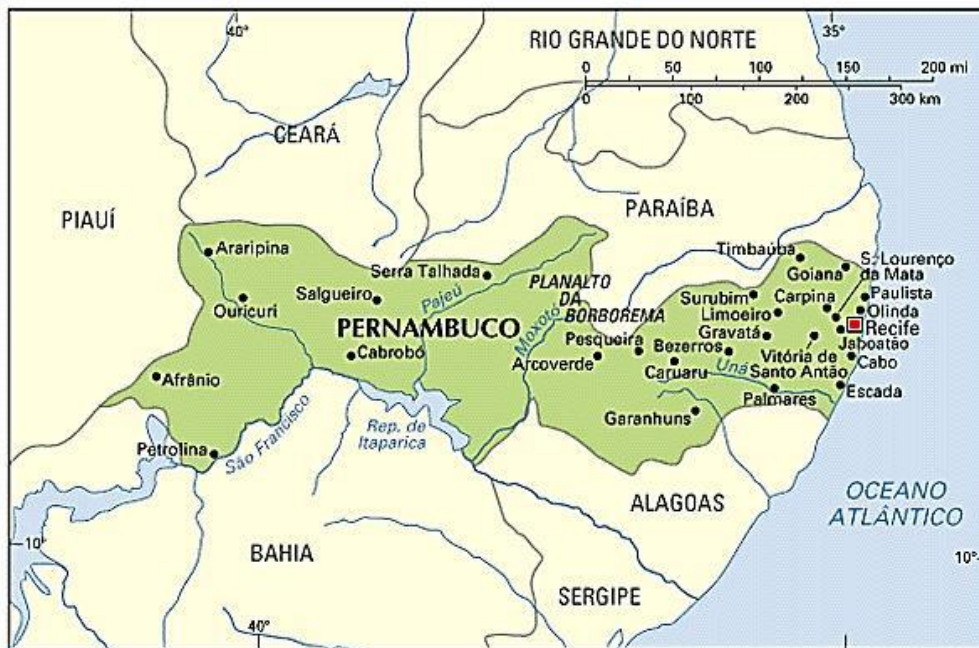 40°
35°
RIO GRANDE DO NORTE
0 50 100 150 200 mi
0 100 200 300 km
CEARÁ
PIAUÍ
PARAÍBA
Araripina
Timbaúba
S. Lourenço
da Mata
Goiana
Serra Talhada
PLANALTO
DA
BORBOREMA
Ouricuri
Salgueiro
Pajeú
Surubim
Carpina
Paulista
Limoeiro
Olinda
PERNAMBUCO
Moxotó
Recife
Gravatá
Pesqueira
Jaboatão
Cabrobó
Arcoverde
Bezerros
Vitória de
Santo Antão
Cabo
Caruaru
Uná
Afrânio
Palmares
Escada
Garanhuns
Petrolina
São Francisco
Rep. de
Itaparica
ALAGOAS
OCEANO
ATLÂNTICO
10°
BAHIA
10°
SERGIPE
40°